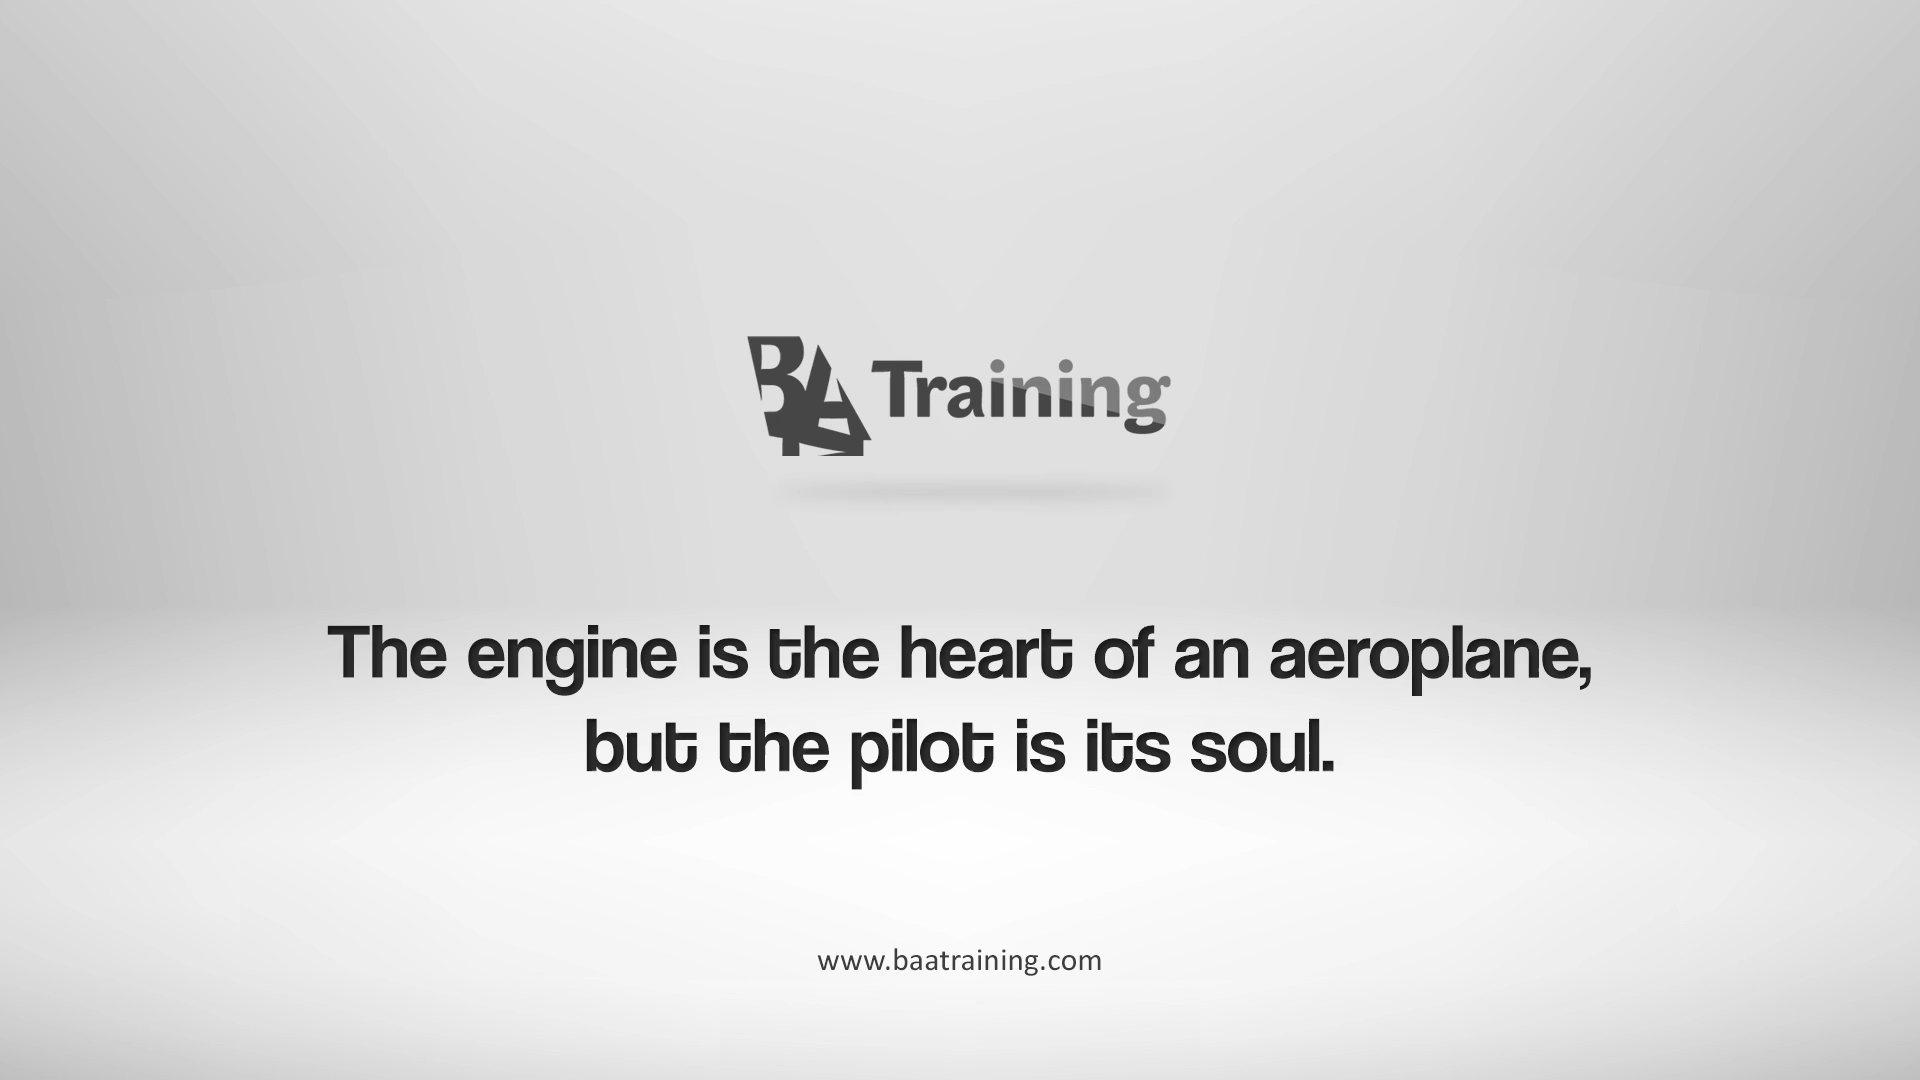 BAA Training
The engine is the heart of an aeroplane,
but the pilot is its soul.
www.baatraining.com